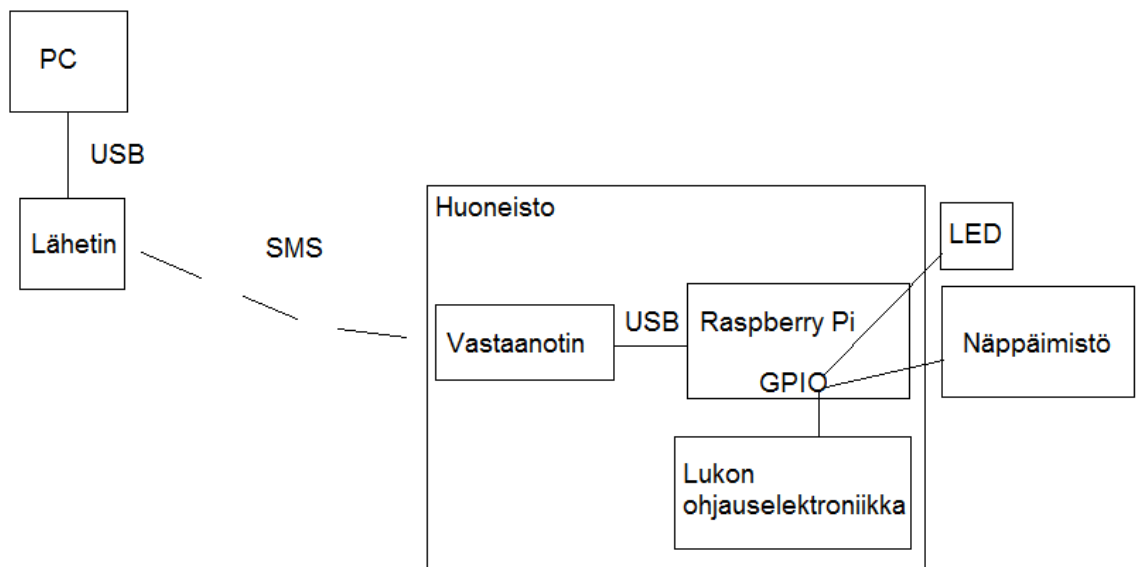 PC
USB
Lähetin
SMS
Huoneisto
LED
Vastaanotin
USB
Raspberry Pi
GPIO
Näppäimistö
Lukon
ohjauselektroniikka